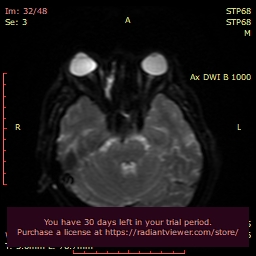 Im: 32/48
Se: 3
A
STP68
STP68
M
Ax DWI B 1000
R
L
You have 30 days left in your trial period.
Purchase a license at https://radiantviewer.com/store/